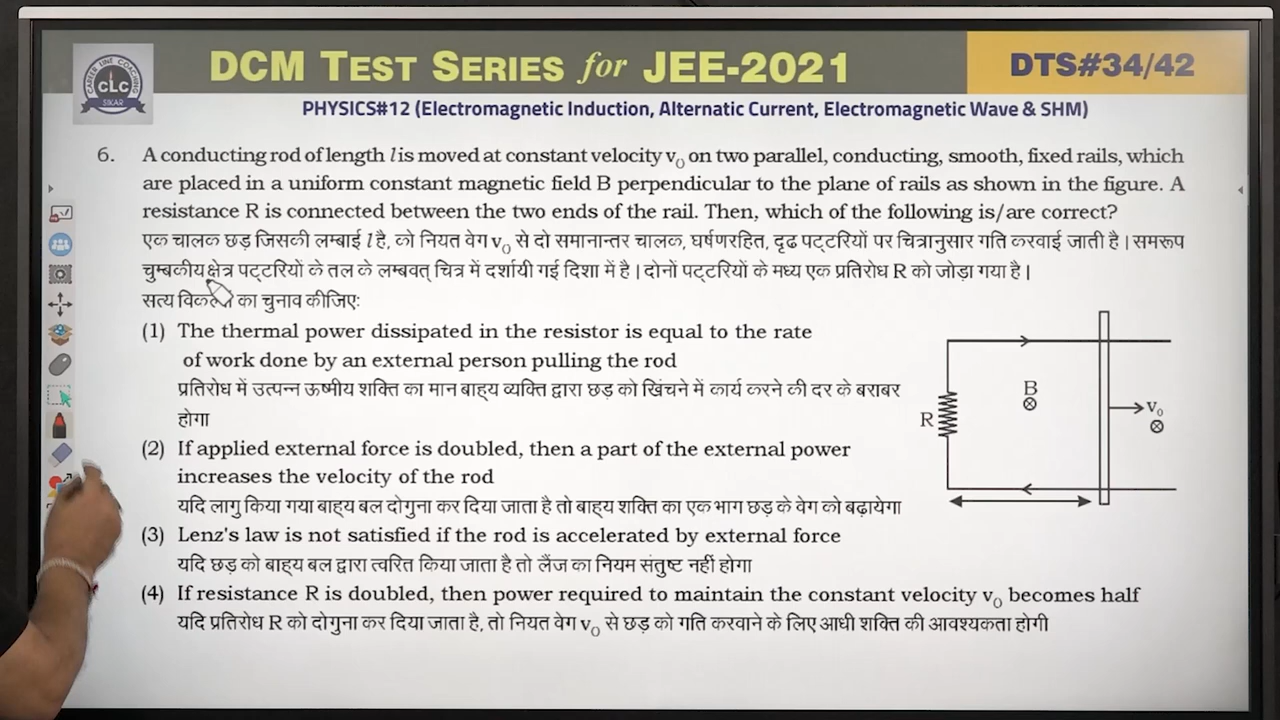 DCM TEST SERIES for JEE-2021
DTS#34/42
CAREER LINE COACHING
CLC
SIKAR
PHYSICS#12 (Electromagnetic Induction, Alternatic Current, Electromagnetic Wave & SHM)
6. A conducting rod of length l is moved at constant velocity v₀ on two parallel, conducting, smooth, fixed rails, which
are placed in a uniform constant magnetic field B perpendicular to the plane of rails as shown in the figure. A
resistance R is connected between the two ends of the rail. Then, which of the following is/are correct?
एक चालक छड़ जिसकी लम्बाई l है, को नियत वेग v₀ से दो समानान्तर चालक, घर्षणरहित, दृढ पट्टरियों पर चित्रानुसार गति करवाई जाती है। समरूप
चुम्बकीय क्षेत्र पट्टरियों के तल के लम्बवत् चित्र में दर्शायी गई दिशा में है। दोनों पट्टरियों के मध्य एक प्रतिरोध R को जोड़ा गया है।
सत्य का चुनाव कीजिए:
(1) The thermal power dissipated in the resistor is equal to the rate
of work done by an external person pulling the rod
प्रतिरोध में उत्पन्न ऊष्मीय शक्ति का मान बाह्य व्यक्ति द्वारा छड़ को खिंचने में कार्य करने की दर के बराबर
होगा
(2) If applied external force is doubled, then a part of the external power
increases the velocity of the rod
यदि लागु किया गया बाह्य बल दोगुना कर दिया जाता है तो बाह्य शक्ति का एक भाग छड़ के वेग को बढ़ायेगा
(3) Lenz's law is not satisfied if the rod is accelerated by external force
यदि छड़ को बाह्य बल द्वारा त्वरित किया जाता है तो लैंज का नियम संतुष्ट नहीं होगा
(4) If resistance R is doubled, then power required to maintain the constant velocity v₀ becomes half
यदि प्रतिरोध R को दोगुना कर दिया जाता है, तो नियत वेग v₀ से छड़ को गति करवाने के लिए आधी शक्ति की आवश्यकता होगी
B
R
v₀